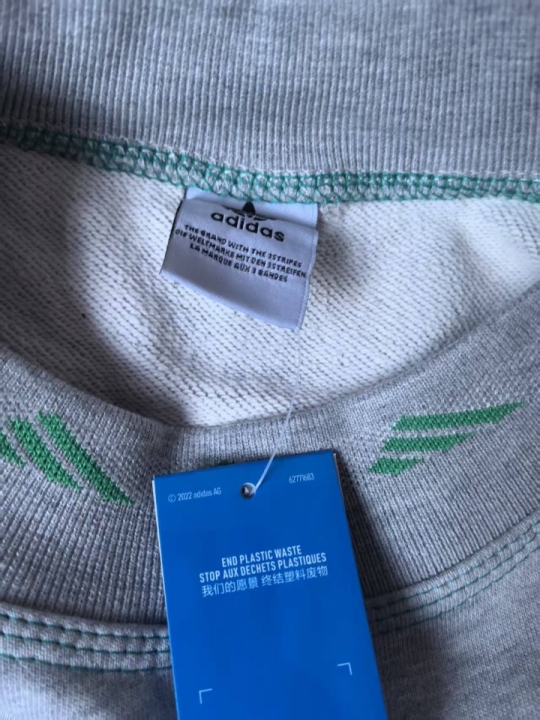 adidas
THE BRAND WITH THE 3 STRIPES
DIE WELTMARKE MIT DEN 3 STREIFEN
LA MARQUE AUX 3 BANDES
© 2022 adidas AG
62771683
END PLASTIC WASTE
STOP AUX DECHETS PLASTIQUES
我们的愿景 终结塑料废物